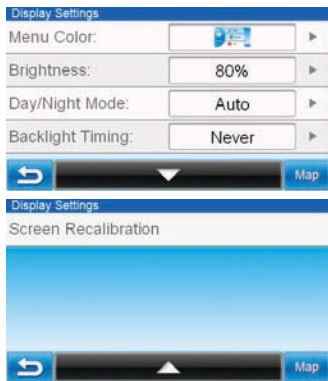 Display Settings
Menu Color:
Brightness: 80%
Day/Night Mode: Auto
Backlight Timing: Never
Map
Display Settings
Screen Recalibration
Map